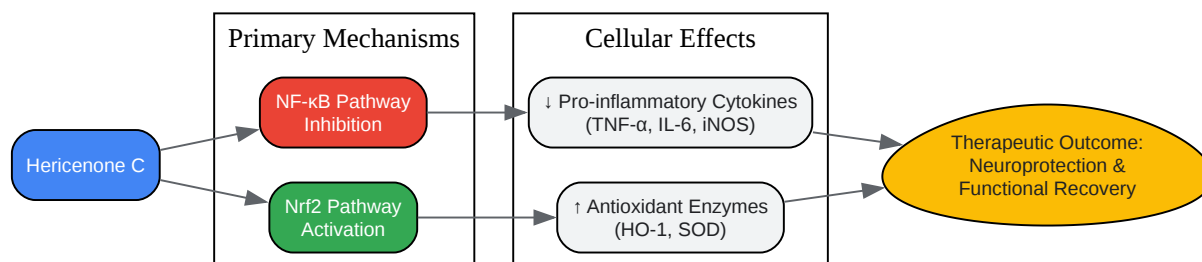 Primary Mechanisms
Cellular Effects
Hericenone C
NF-κB Pathway
Inhibition
Nrf2 Pathway
Activation
↓ Pro-inflammatory Cytokines
(TNF-α, IL-6, iNOS)
↑ Antioxidant Enzymes
(HO-1, SOD)
Therapeutic Outcome:
Neuroprotection &
Functional Recovery